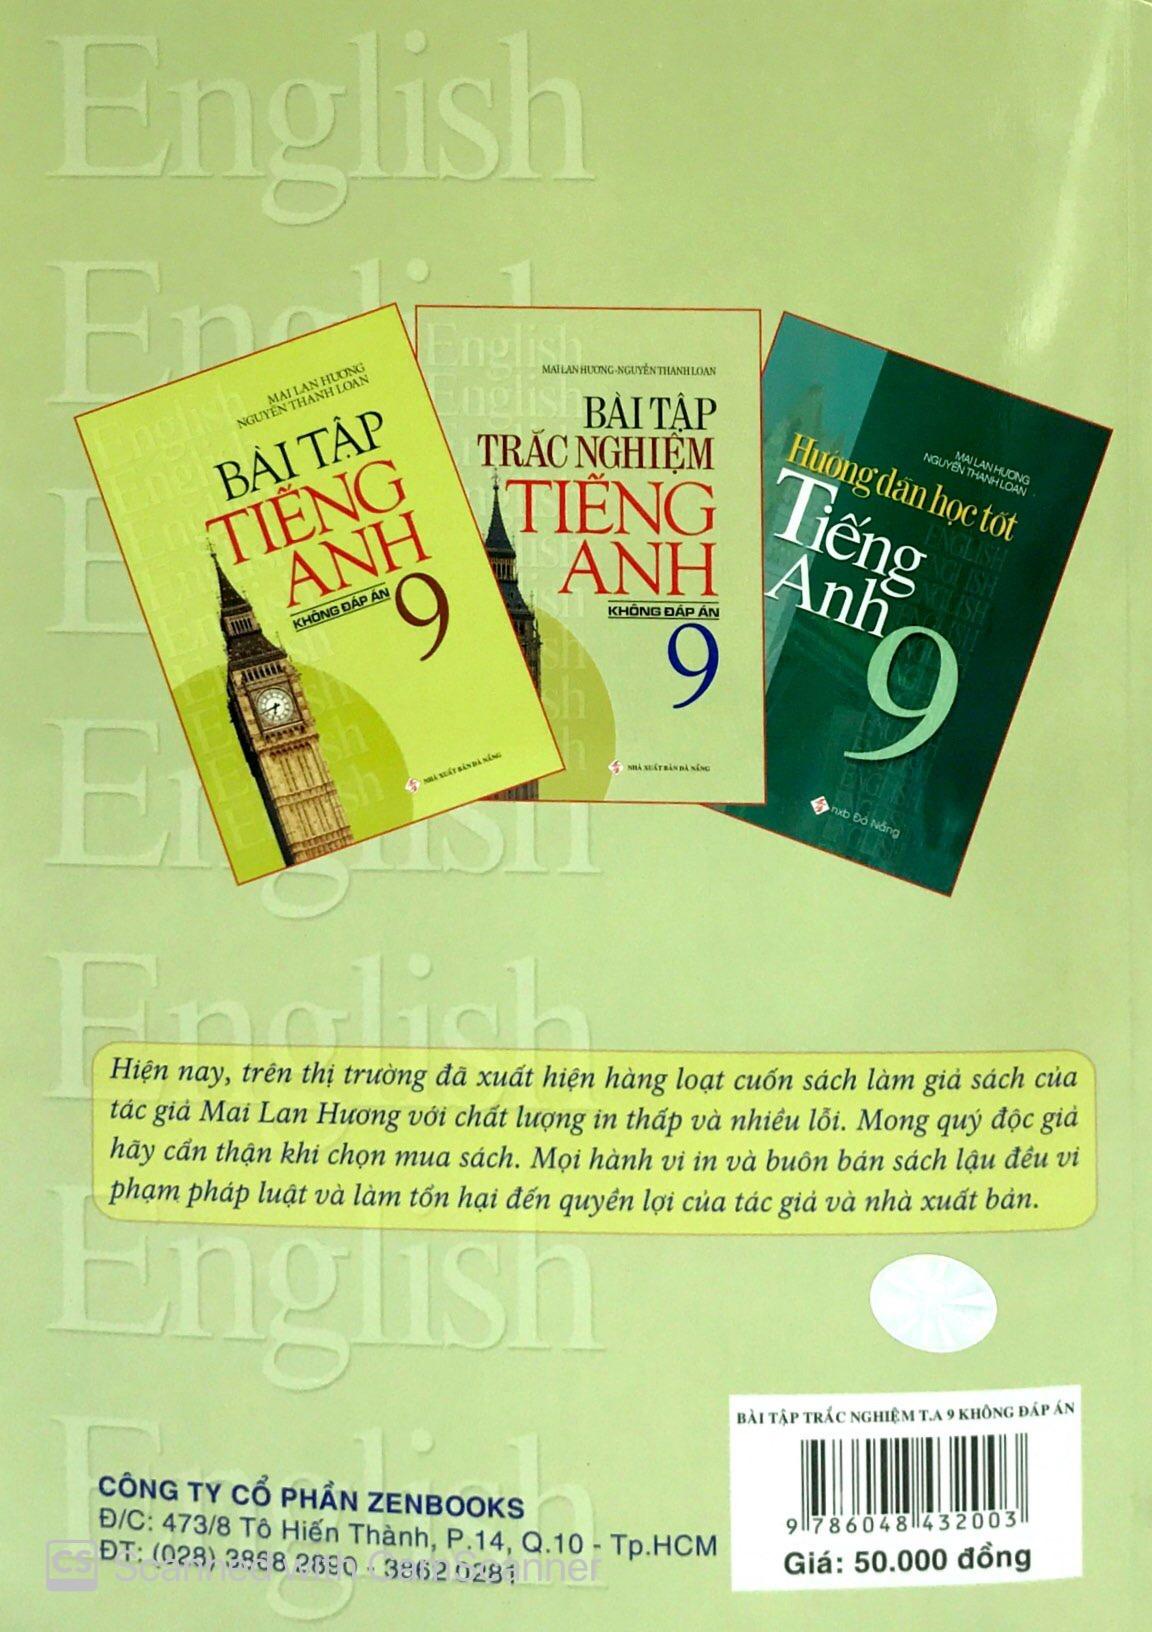 English
English
MAI LAN HƯƠNG
NGUYỄN THANH LOAN
BÀI TẬP
TIẾNG
ANH
KHÔNG ĐÁP ÁN
9
NHÀ XUẤT BẢN ĐÀ NẴNG
English
English
MAI LAN HƯƠNG-NGUYỄN THANH LOAN
BÀI TẬP
TRẮC NGHIỆM
TIẾNG
ANH
KHÔNG ĐÁP ÁN
9
NHÀ XUẤT BẢN ĐÀ NẴNG
MAI LAN HƯƠNG
NGUYỄN THANH LOAN
Hướng dẫn học tốt
Tiếng
Anh
9
ENGLISH
nxb Đà Nẵng
English
English
Hiện nay, trên thị trường đã xuất hiện hàng loạt cuốn sách làm giả sách của
tác giả Mai Lan Hương với chất lượng in thấp và nhiều lỗi. Mong quý độc giả
hãy cẩn thận khi chọn mua sách. Mọi hành vi in và buôn bán sách lậu đều vi
phạm pháp luật và làm tổn hại đến quyền lợi của tác giả và nhà xuất bản.
English
English
BÀI TẬP TRẮC NGHIỆM T.A 9 KHÔNG ĐÁP ÁN
9 786048 432003
Giá: 50.000 đồng
CÔNG TY CỔ PHẦN ZENBOOKS
Đ/C: 473/8 Tô Hiến Thành, P.14, Q.10 - Tp.HCM
ĐT: (028) 3868 2890 - 3862 0281
CS Scanned with CamScanner